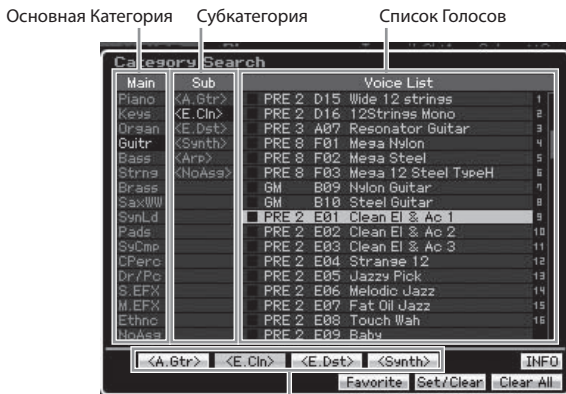 Основная Категория Субкатегория Список Голосов
Category Search
Main Sub Voice List
Piano <A.Gtr> PRE 2 D15 Wide 12 strings 1
Keys <E.Cln> PRE 2 D16 12Strings Mono 2
Organ <E.Dst> PRE 3 A07 Resonator Guitar 3
Guitr <Synth> PRE 8 F01 Mega Nylon 4
Bass <Arp> PRE 8 F02 Mega Steel 5
Strng <NoAsg> PRE 8 F03 Mega 12 Steel TypeH 6
Brass GM B09 Nylon Guitar 7
SaxWW GM B10 Steel Guitar 8
SynLd PRE 2 E01 Clean El & Ac 1 9
Pads PRE 2 E02 Clean El & Ac 2 10
SyCmp PRE 2 E03 Clean El & Ac 3 11
CPerc PRE 2 E04 Strange 12 12
Dr/Pc PRE 2 E05 Jazzy Pick 13
S.EFX PRE 2 E06 Melodic Jazz 14
M.EFX PRE 2 E07 Fat Oil Jazz 15
Ethnc PRE 2 E08 Touch Wah 16
NoAsg PRE 2 E09 Baby
<A.Gtr> <E.Cln> <E.Dst> <Synth> INFO
Favorite Set/Clear Clear All